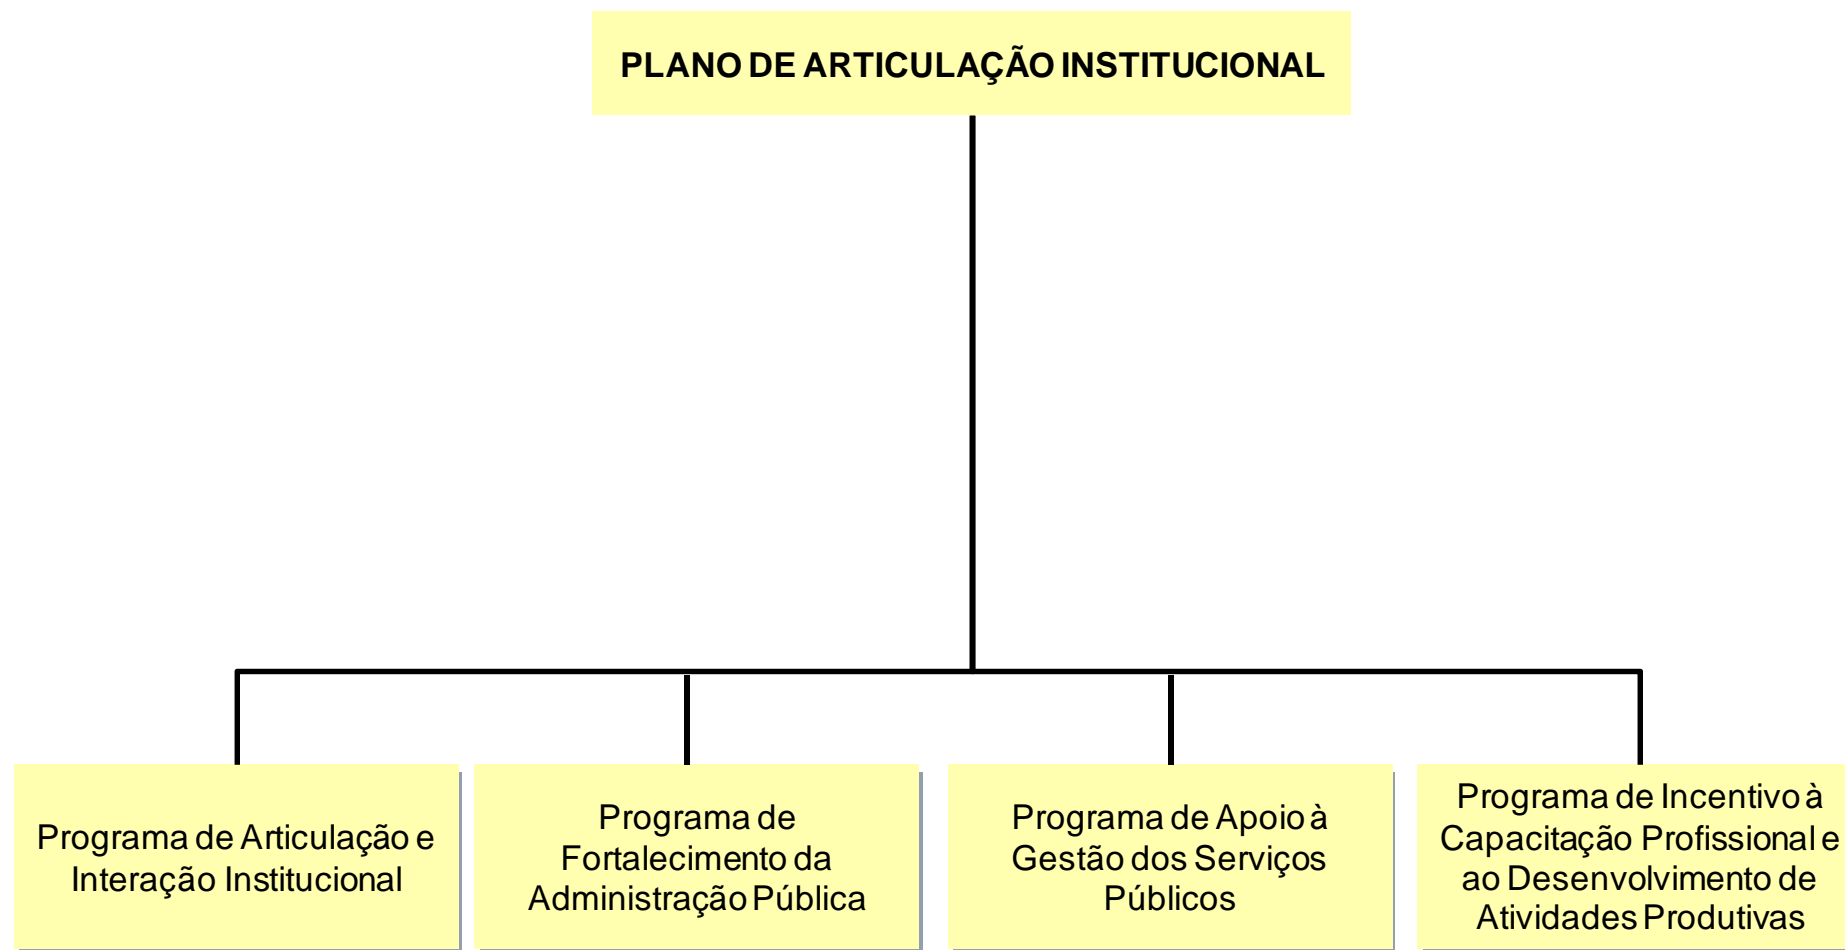 PLANO DE ARTICULAÇÃO INSTITUCIONAL
Programa de Articulação e
Interação Institucional
Programa de
Fortalecimento da
Administração Pública
Programa de Apoio à
Gestão dos Serviços
Públicos
Programa de Incentivo à
Capacitação Profissional e
ao Desenvolvimento de
Atividades Produtivas